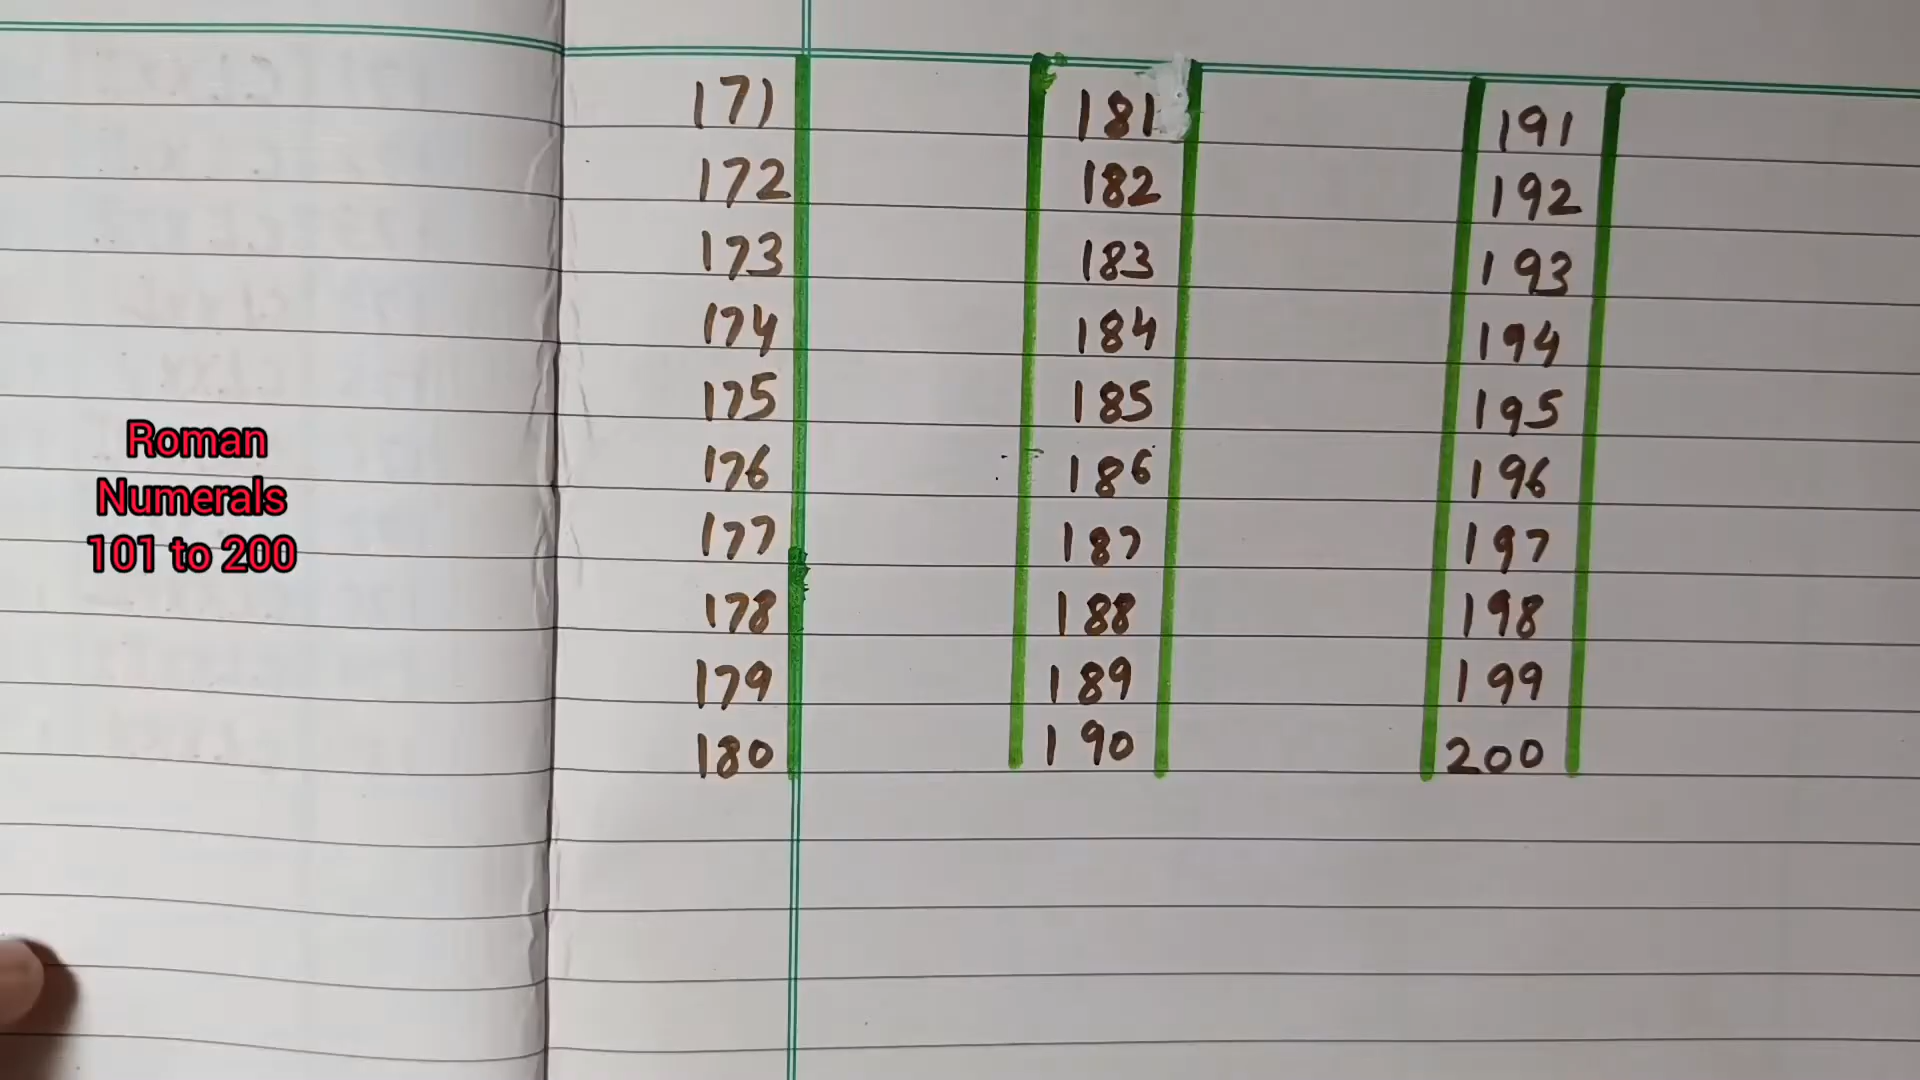 Roman
Numerals
101 to 200
171 181 191
172 182 192
173 183 193
174 184 194
175 185 195
176 186 196
177 187 197
178 188 198
179 189 199
180 190 200